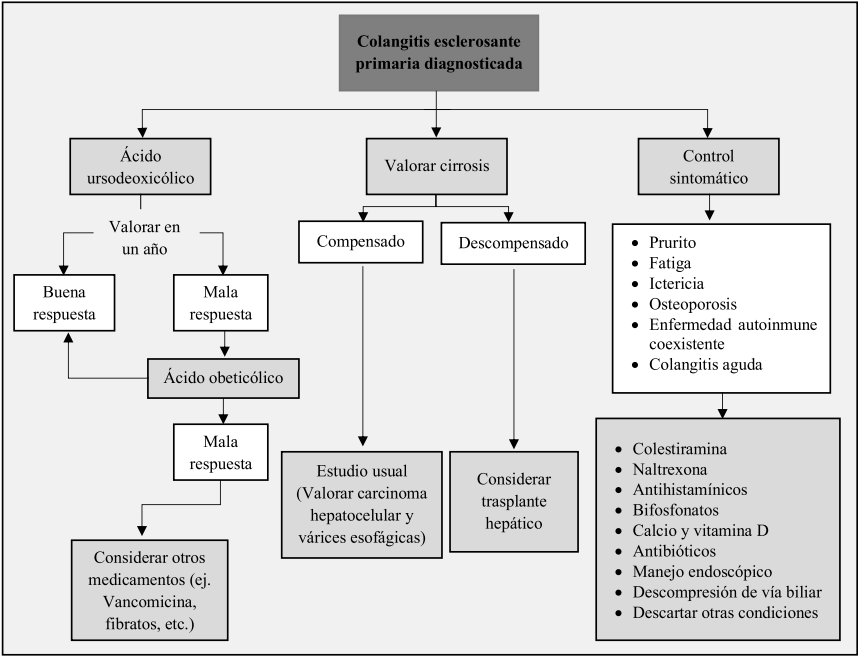 Colangitis esclerosante
primaria diagnosticada
Ácido
ursodeoxicólico
Valorar en
un año
Buena
respuesta
Mala
respuesta
Ácido obeticólico
Mala
respuesta
Considerar otros
medicamentos (ej.
Vancomicina,
fibratos, etc.)
Valorar cirrosis
Compensado
Descompensado
Estudio usual
(Valorar carcinoma
hepatocelular y
várices esofágicas)
Considerar
trasplante
hepático
Control
sintomático
• Prurito
• Fatiga
• Ictericia
• Osteoporosis
• Enfermedad autoinmune
coexistente
• Colangitis aguda
• Colestiramina
• Naltrexona
• Antihistamínicos
• Bifosfonatos
• Calcio y vitamina D
• Antibióticos
• Manejo endoscópico
• Descompresión de vía biliar
• Descartar otras condiciones